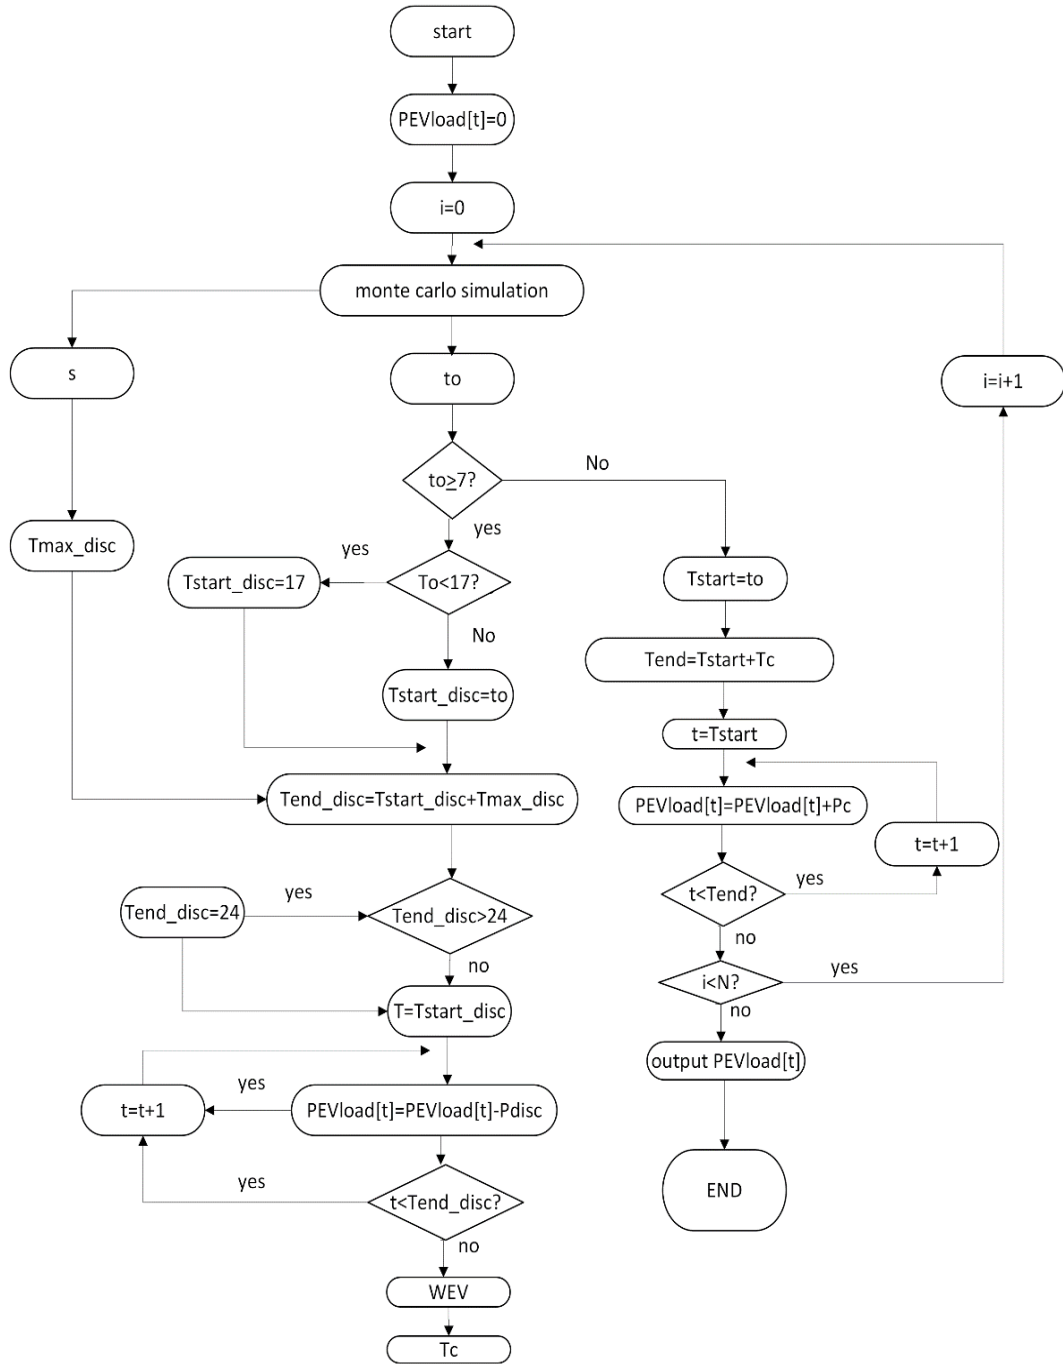 start
PEVload[t]=0
i=0
monte carlo simulation
s
to
i=i+1
to≥7?
No
yes
Tmax_disc
yes
Tstart_disc=17
To<17?
Tstart=to
No
Tend=Tstart+Tc
Tstart_disc=to
t=Tstart
Tend_disc=Tstart_disc+Tmax_disc
PEVload[t]=PEVload[t]+Pc
t=t+1
t<Tend?
yes
yes
Tend_disc=24
Tend_disc>24
no
no
i<N?
yes
T=Tstart_disc
no
output PEVload[t]
yes
t=t+1
PEVload[t]=PEVload[t]-Pdisc
yes
t<Tend_disc?
END
no
WEV
Tc